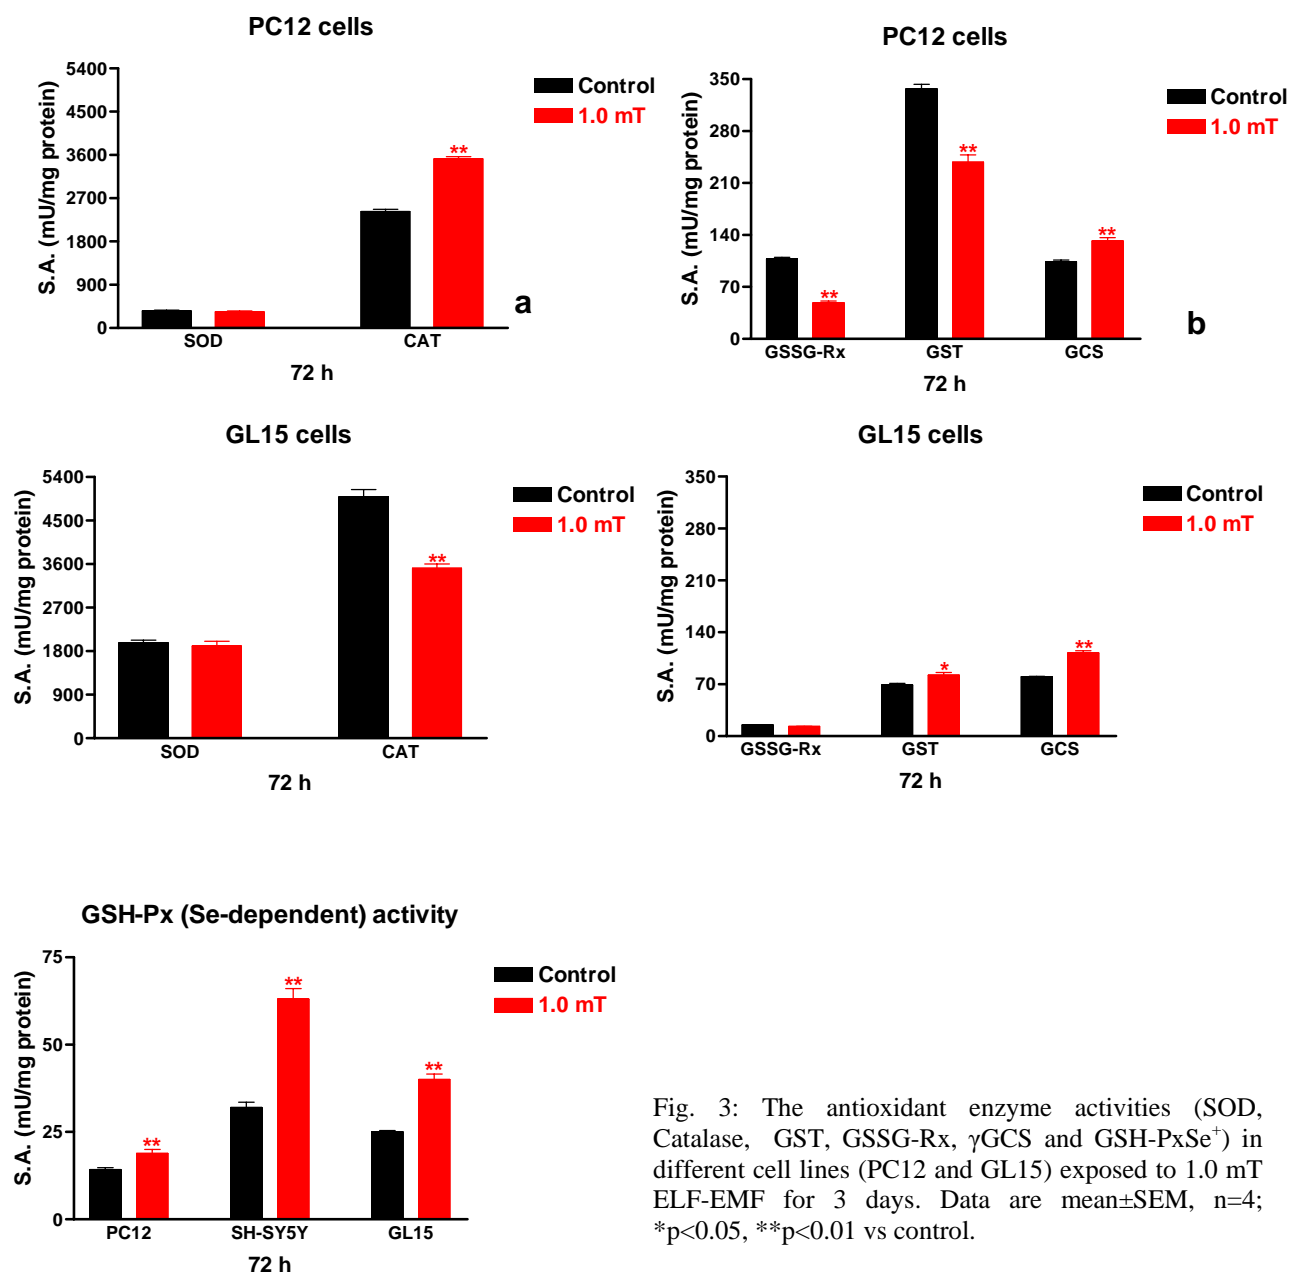 PC12 cells
5400
4500
3600
2700
1800
900
0
S.A. (mU/mg protein)
Control
1.0 mT
**
SOD
CAT
72 h
a
PC12 cells
350
280
210
140
70
0
S.A. (mU/mg protein)
Control
1.0 mT
**
**
**
GSSG-Rx
GST
GCS
72 h
b
GL15 cells
5400
4500
3600
2700
1800
900
0
S.A. (mU/mg protein)
Control
1.0 mT
**
SOD
CAT
72 h
GL15 cells
350
280
210
140
70
0
S.A. (mU/mg protein)
Control
1.0 mT
*
**
GSSG-Rx
GST
GCS
72 h
GSH-Px (Se-dependent) activity
75
50
25
0
S.A. (mU/mg protein)
Control
1.0 mT
**
**
**
PC12
SH-SY5Y
GL15
72 h
Fig. 3: The antioxidant enzyme activities (SOD,
Catalase, GST, GSSG-Rx, γGCS and GSH-PxSe⁺) in
different cell lines (PC12 and GL15) exposed to 1.0 mT
ELF-EMF for 3 days. Data are mean±SEM, n=4;
*p<0.05, **p<0.01 vs control.